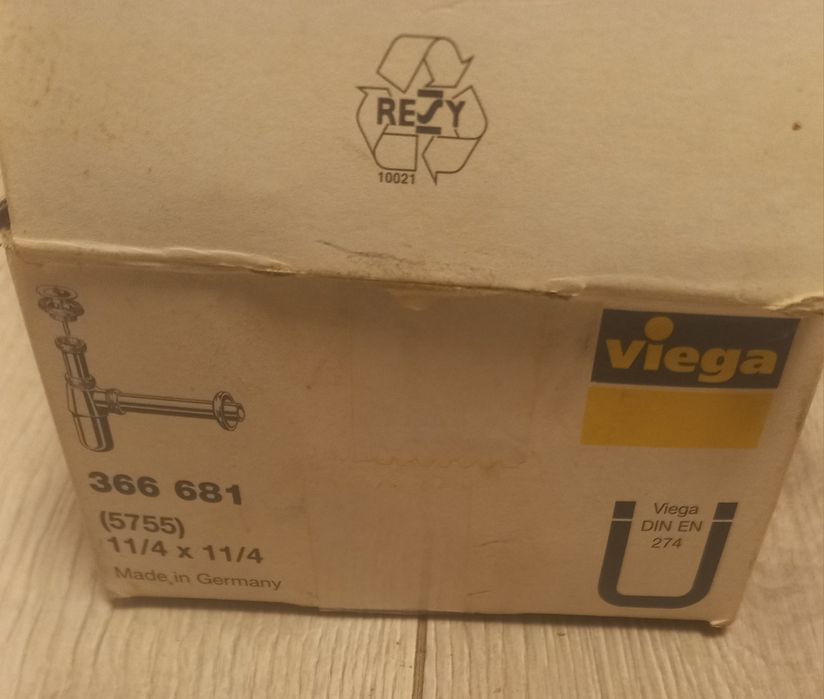 RESY
10021
viega
366 681
(5755)
11/4 x 11/4
Made in Germany
Viega
DIN EN
274